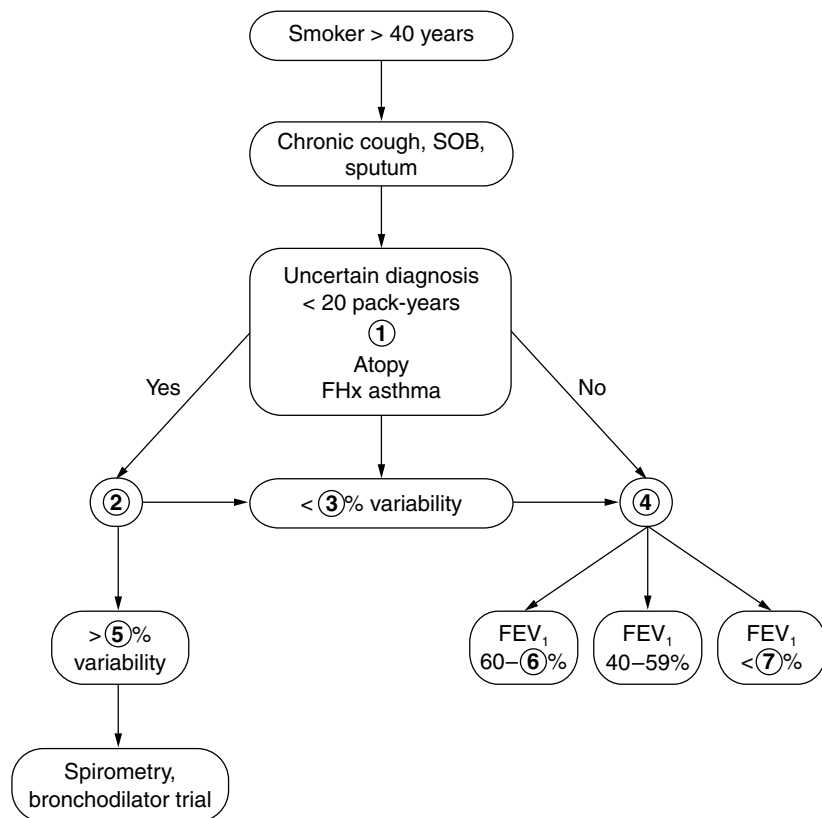 Smoker > 40 years
Chronic cough, SOB,
sputum
Uncertain diagnosis
< 20 pack-years
1
Atopy
FHx asthma
Yes
No
2
< 3% variability
4
> 5%
variability
FEV₁
60–6%
FEV₁
40–59%
FEV₁
<7%
Spirometry,
bronchodilator trial